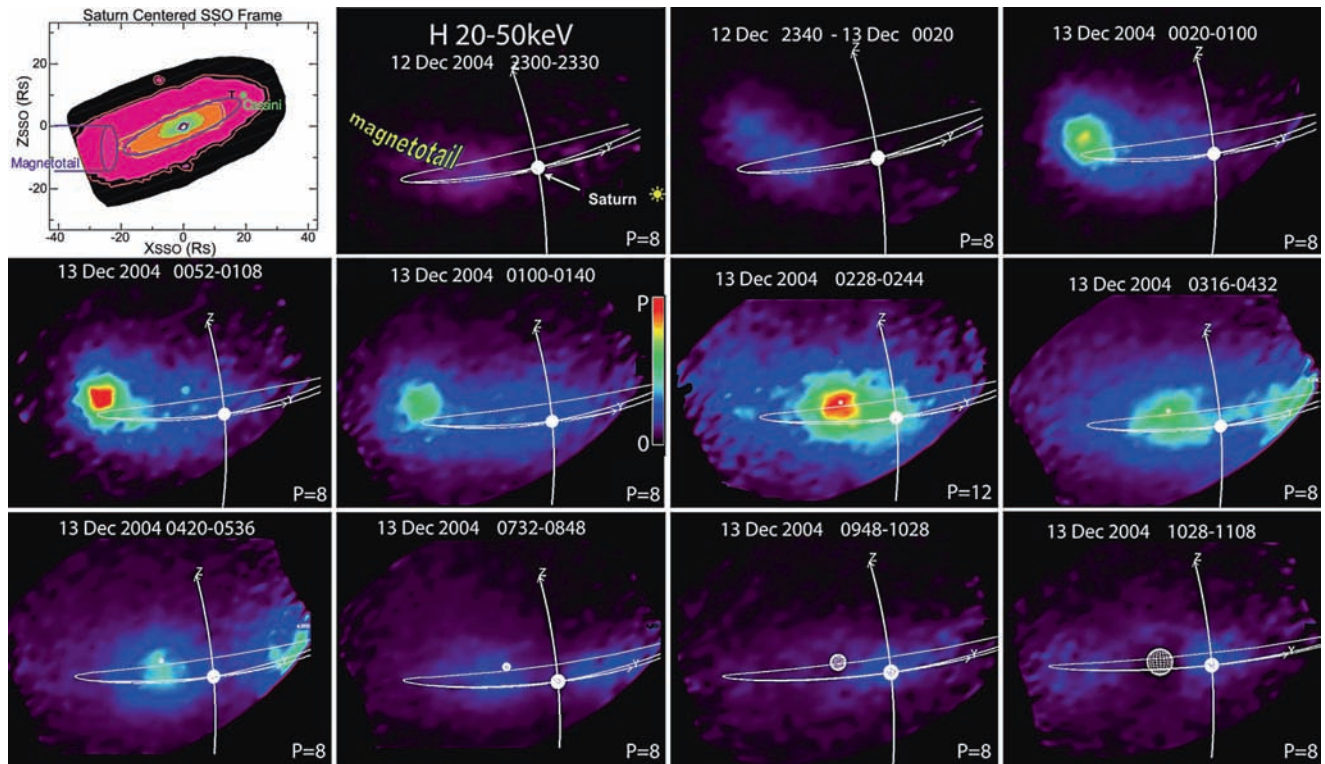 Saturn Centered SSO Frame
Zsso (Rs)
20
0
-20
-40
-20
0
20
40
Xsso (Rs)
T
Cassini
Magnetotail
H 20-50keV
12 Dec 2004 2300-2330
Z
magnetotail
Y
Saturn
P=8
12 Dec 2340 - 13 Dec 0020
Z
Y
P=8
13 Dec 2004 0020-0100
Z
Y
P=8
13 Dec 2004 0052-0108
Z
Y
P=8
13 Dec 2004 0100-0140
Z
Y
P
0
P=8
13 Dec 2004 0228-0244
Z
Y
P=12
13 Dec 2004 0316-0432
Z
Y
P=8
13 Dec 2004 0420-0536
Z
Y
P=8
13 Dec 2004 0732-0848
Z
Y
P=8
13 Dec 2004 0948-1028
Z
Y
P=8
13 Dec 2004 1028-1108
Z
Y
P=8